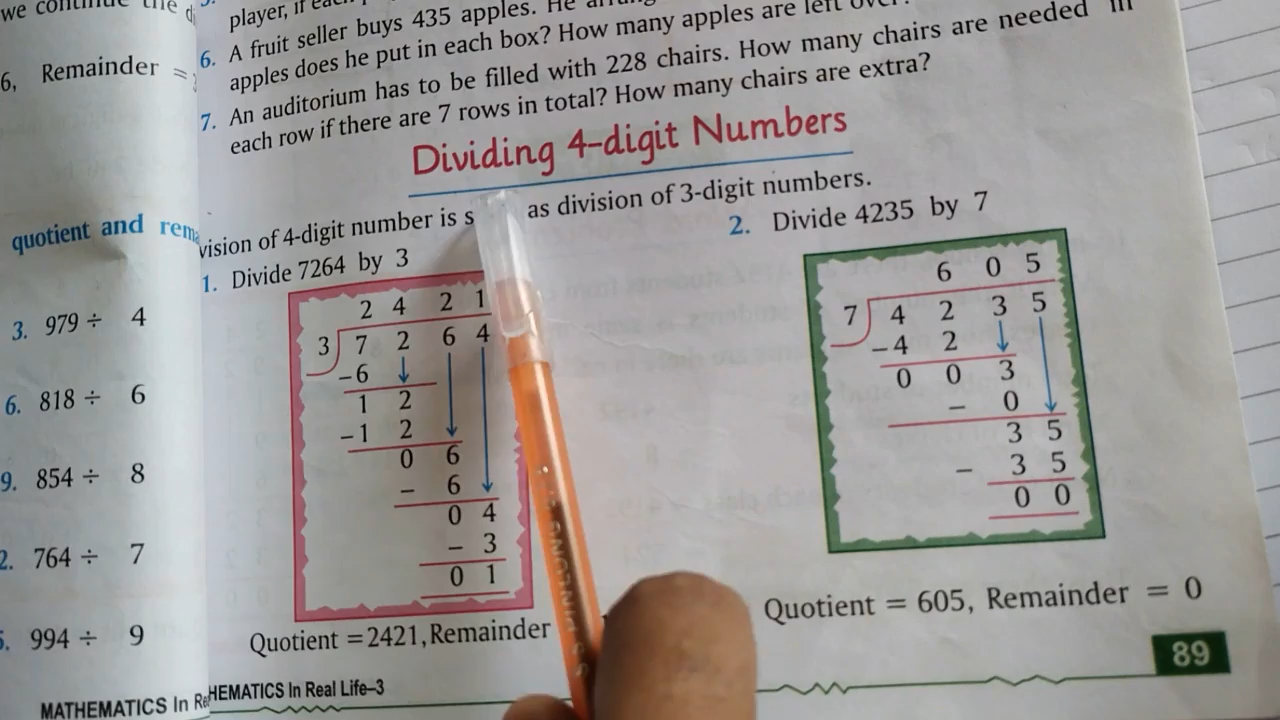 we continue the
6, Remainder =
quotient and
3. 979 ÷ 4
6. 818 ÷ 6
9. 854 ÷ 8
2. 764 ÷ 7
994 ÷ 9
MATHEMATICS In
player, if each
6. A fruit seller buys 435 apples. He
apples does he put in each box? How many apples are left over
7. An auditorium has to be filled with 228 chairs. How many chairs are needed in
each row if there are 7 rows in total? How many chairs are extra?
Dividing 4-digit Numbers
vision of 4-digit number is s as division of 3-digit numbers.
1. Divide 7264 by 3
2 4 2 1
3 7 2 6 4
-6
1 2
-1 2
0 6
- 6
0 4
- 3
0 1
Quotient = 2421, Remainder
2. Divide 4235 by 7
6 0 5
7 4 2 3 5
-4 2
0 0 3
- 0
3 5
- 3 5
0 0
Quotient = 605, Remainder = 0
HEMATICS In Real Life-3
89